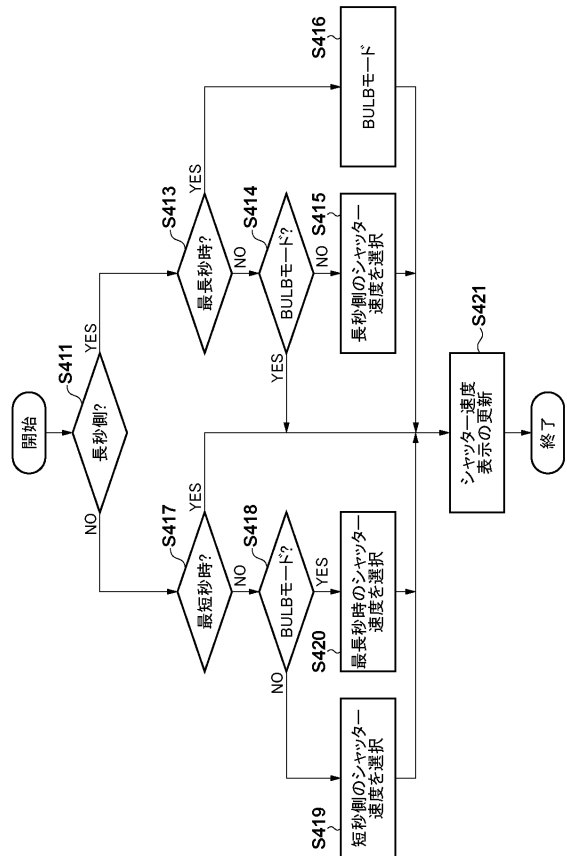 開始
S411
長秒側?
YES
NO
S413
最長秒時?
YES
NO
S414
BULBモード?
YES
NO
S415
長秒側のシャッター
速度を選択
S416
BULBモード
S417
最短秒時?
YES
NO
S418
BULBモード?
NO
YES
S419
短秒側のシャッター
速度を選択
S420
最長秒時のシャッター
速度を選択
S421
シャッター速度
表示の更新
終了